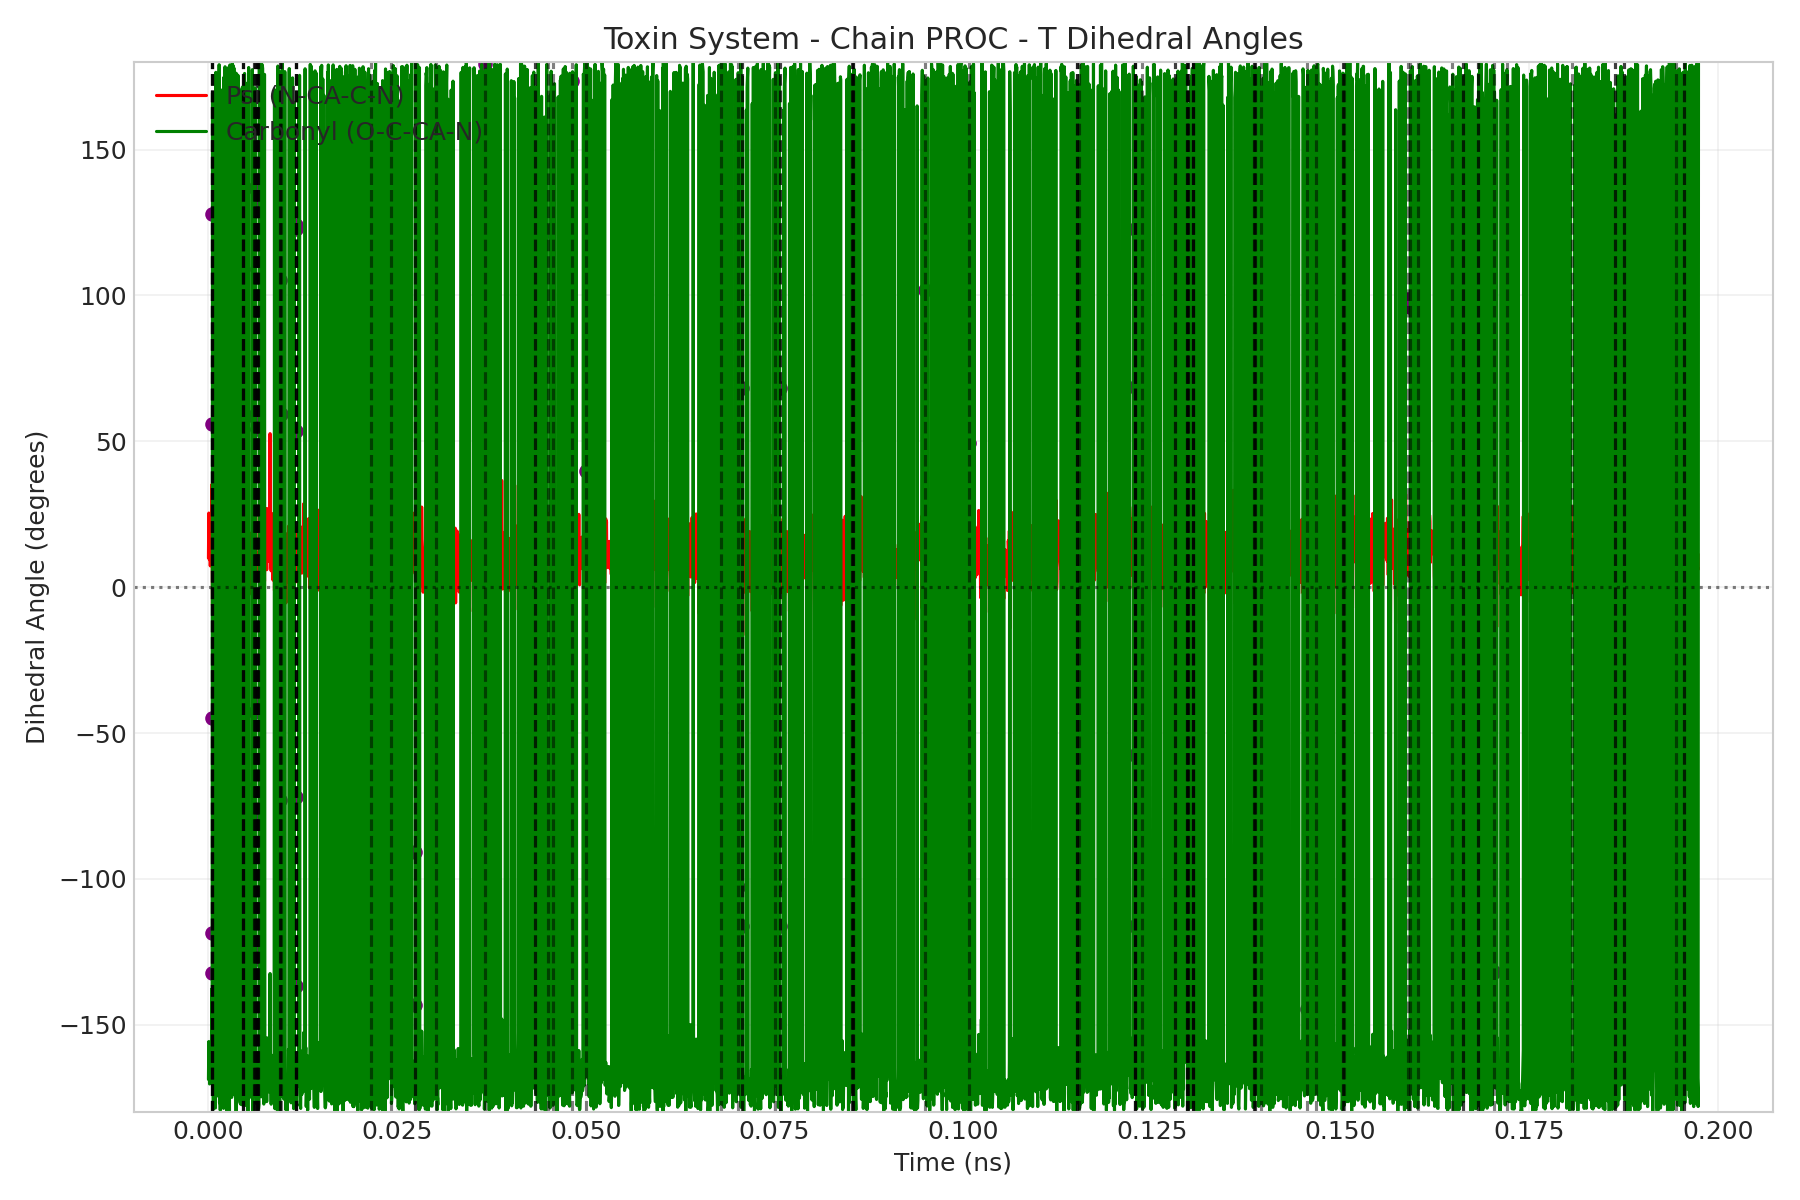 Toxin System - Chain PROC - T Dihedral Angles
Psi (N-CA-C-N)
Carbonyl (O-C-CA-N)
Dihedral Angle (degrees)
150
100
50
0
−50
−100
−150
0.000 0.025 0.050 0.075 0.100 0.125 0.150 0.175 0.200
Time (ns)